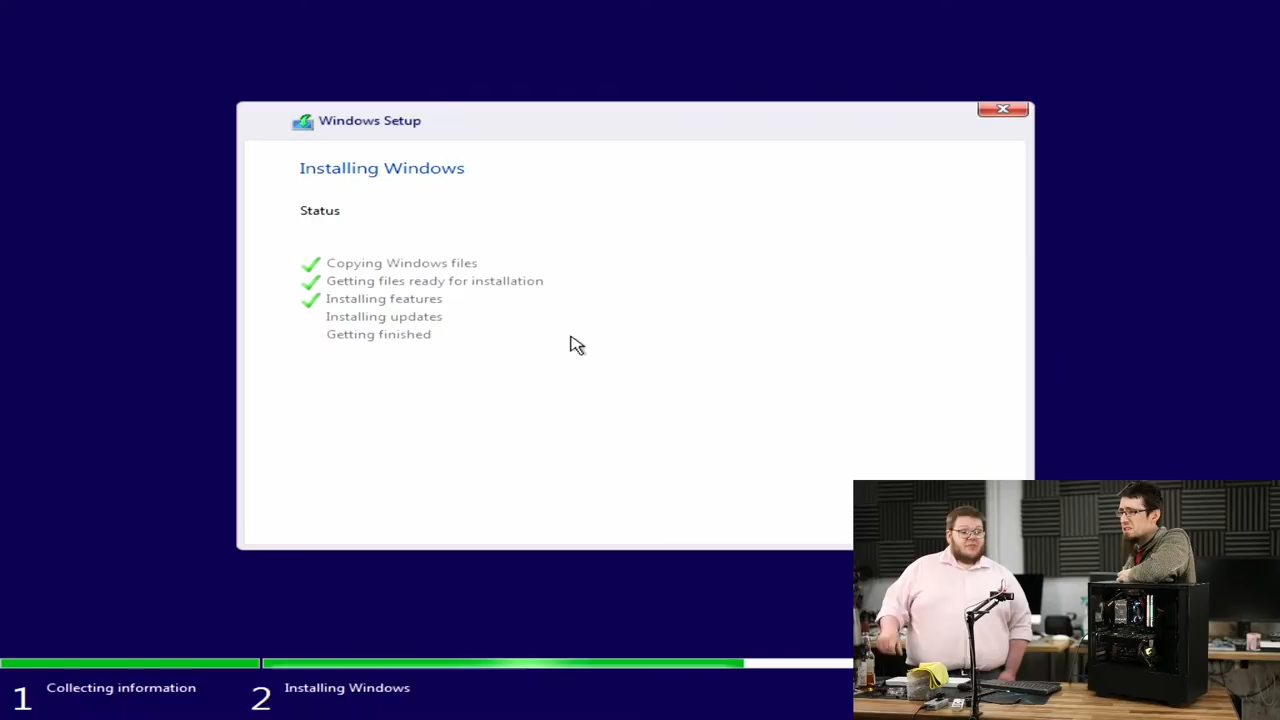 Windows Setup
Installing Windows
Status
Copying Windows files
Getting files ready for installation
Installing features
Installing updates
Getting finished
1 Collecting information
2 Installing Windows